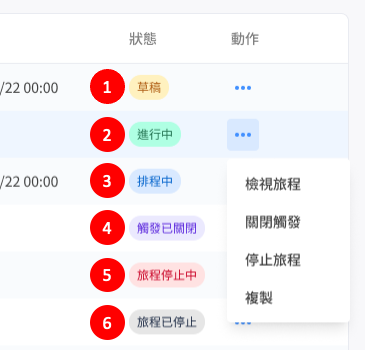 狀態 動作
/22 00:00 1 草稿 •••
2 進行中 •••
/22 00:00 3 排程中 檢視旅程
4 觸發已關閉 關閉觸發
5 旅程停止中 停止旅程
6 旅程已停止 複製